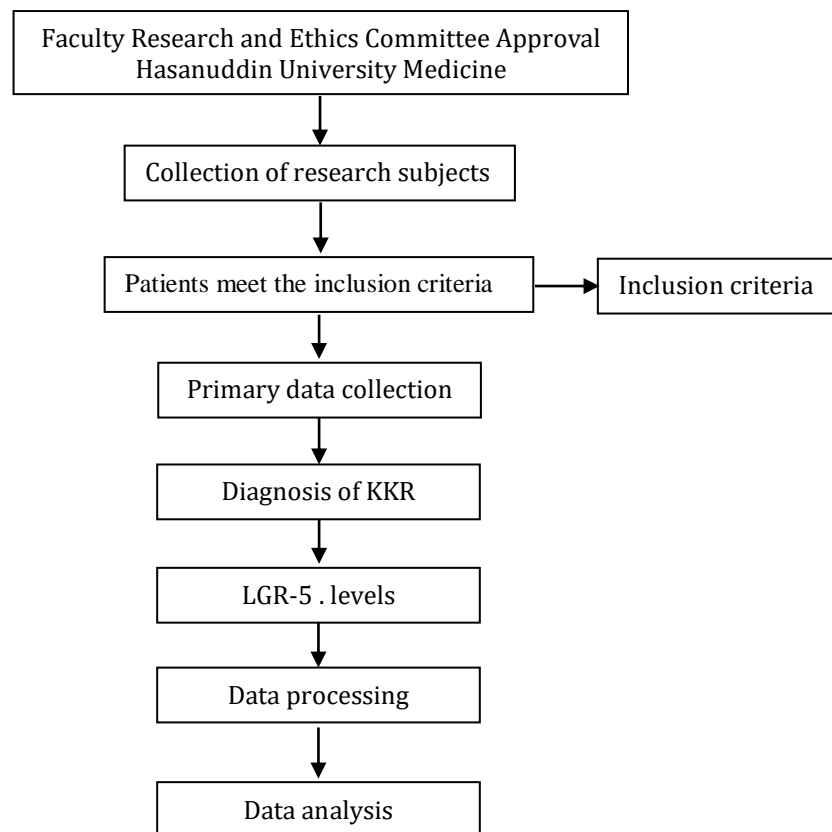 Faculty Research and Ethics Committee Approval
Hasanuddin University Medicine
Collection of research subjects
Patients meet the inclusion criteria
Inclusion criteria
Primary data collection
Diagnosis of KKR
LGR-5 . levels
Data processing
Data analysis